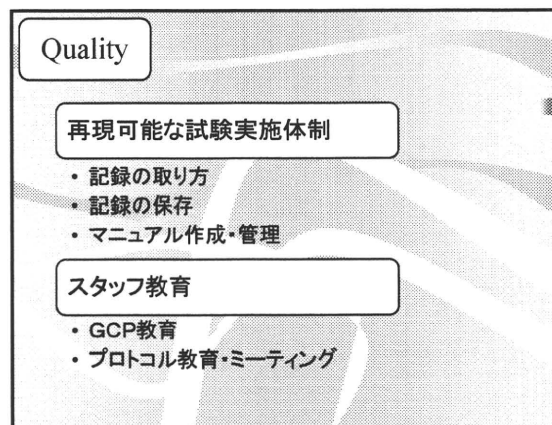 Quality
再現可能な試験実施体制
・記録の取り方
・記録の保存
・マニュアル作成・管理
スタッフ教育
・GCP教育
・プロトコル教育・ミーティング